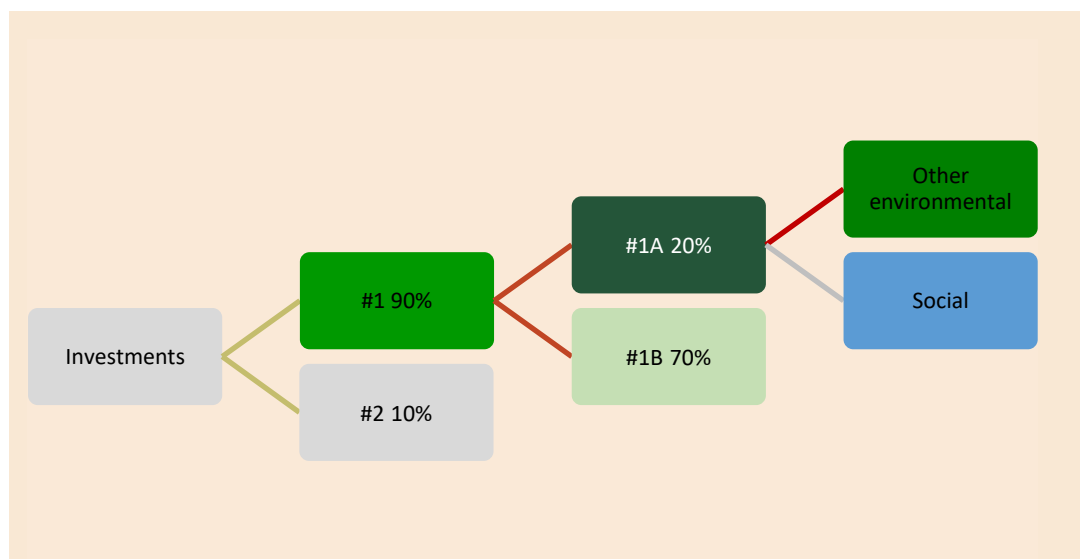 Investments
#1 90%
#2 10%
#1A 20%
#1B 70%
Other
environmental
Social